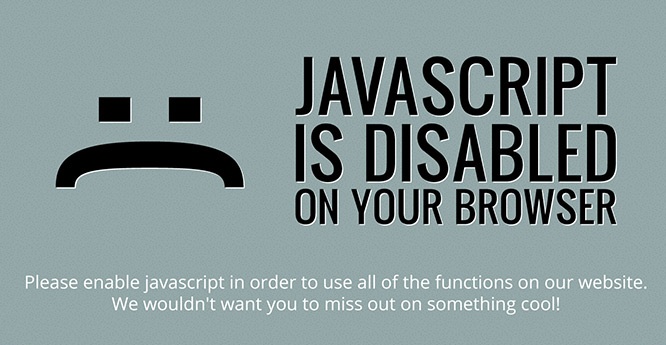 JAVASCRIPT
IS DISABLED
ON YOUR BROWSER
Please enable javascript in order to use all of the functions on our website.
We wouldn't want you to miss out on something cool!